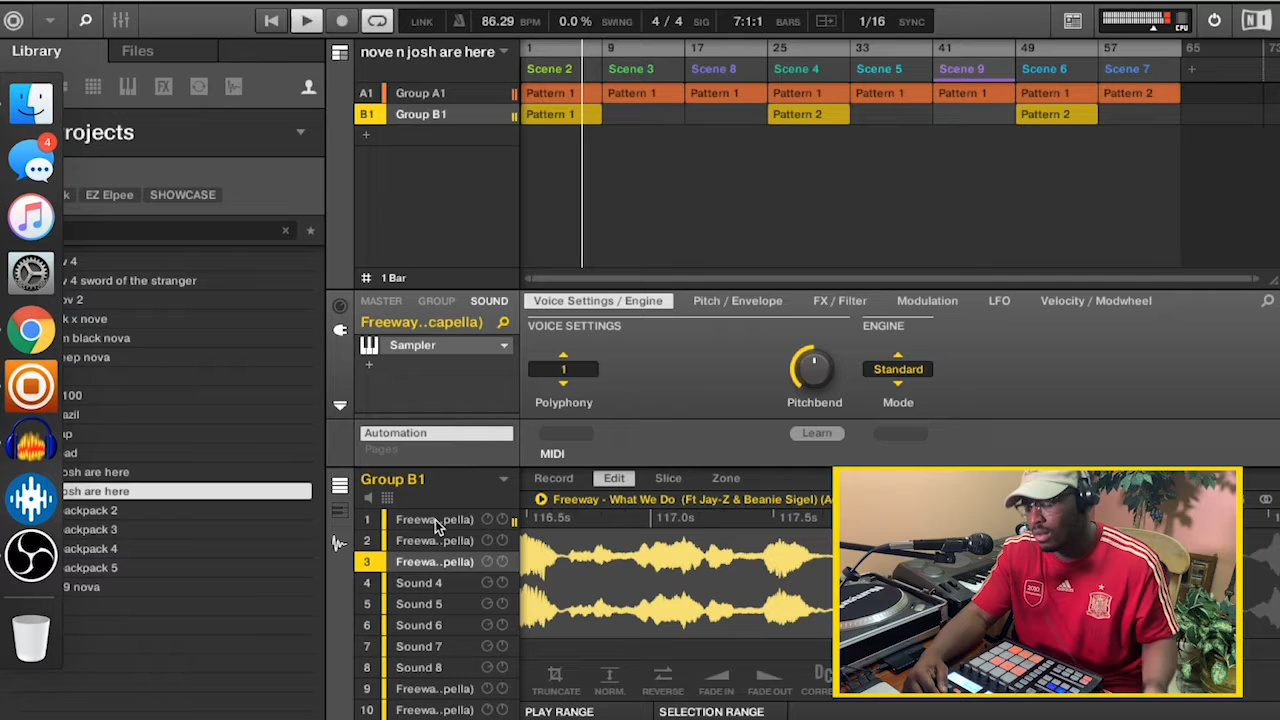 LINK 86.29 BPM 0.0 % SWING 4 / 4 SIG 7:1:1 BARS 1/16 SYNC CPU
Library Files
nove n josh are here
1 9 17 25 33 41 49 57 65
Scene 2 Scene 3 Scene 8 Scene 4 Scene 5 Scene 9 Scene 6 Scene 7 +
A1 Group A1 Pattern 1 Pattern 1 Pattern 1 Pattern 1 Pattern 1 Pattern 1 Pattern 1 Pattern 2
B1 Group B1 Pattern 1 Pattern 2 Pattern 2
+
FX
4
rojects
k EZ Elpee SHOWCASE
v 4
v 4 sword of the stranger
ov 2
k x nove
m black nova
eep nova
100
azil
ap
ad
osh are here
osh are here
ackpack 2
ackpack 3
ackpack 4
ackpack 5
9 nova
# 1 Bar
MASTER GROUP SOUND
Freeway..capella)
Sampler
+
Automation
Pages
Voice Settings / Engine Pitch / Envelope FX / Filter Modulation LFO Velocity / Modwheel
VOICE SETTINGS ENGINE
1 Standard
Polyphony Pitchbend Mode
Learn
MIDI
Group B1
Record Edit Slice Zone
Freeway - What We Do (Ft Jay-Z & Beanie Sigel) (A
116.5s 117.0s 117.5s
1 Freewa..pella)
2 Freewa..pella)
3 Freewa..pella)
4 Sound 4
5 Sound 5
6 Sound 6
7 Sound 7
8 Sound 8
9 Freewa..pella)
10 Freewa..pella)
TRUNCATE NORM. REVERSE FADE IN FADE OUT CORRE
PLAY RANGE SELECTION RANGE
adidas
2010